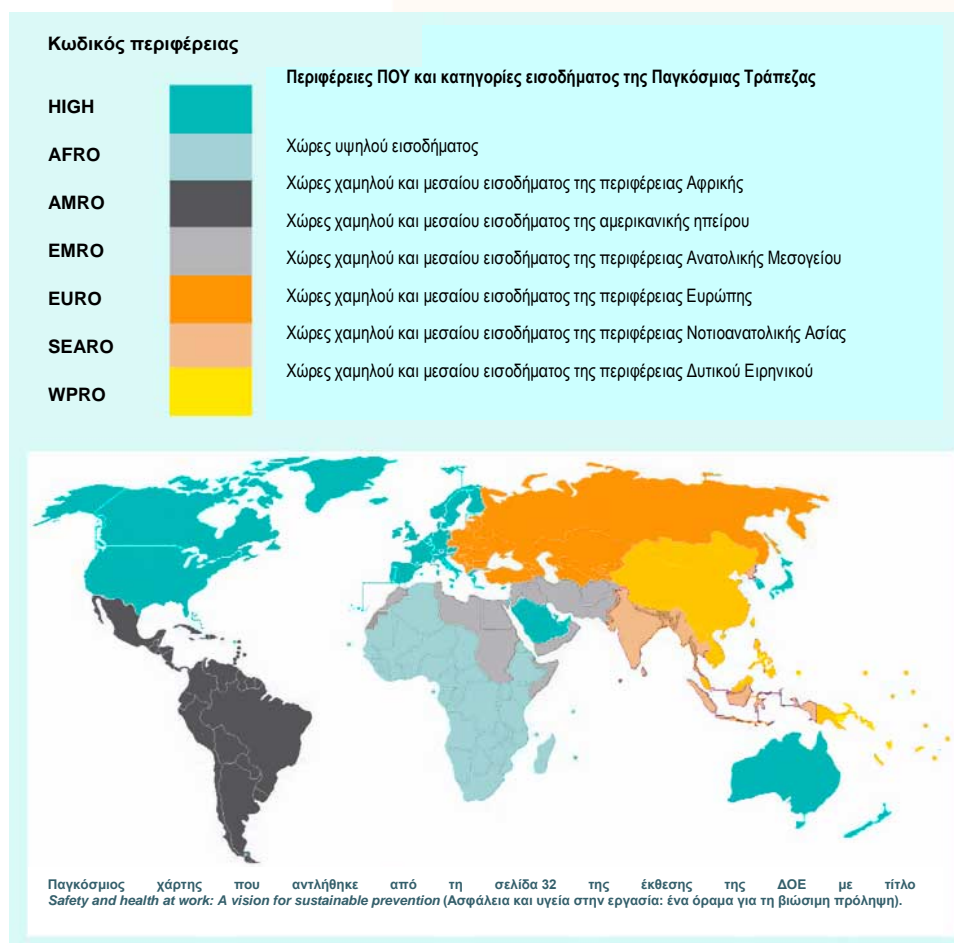 Κωδικός περιφέρειας
Περιφέρειες ΠΟΥ και κατηγορίες εισοδήματος της Παγκόσμιας Τράπεζας
HIGH
AFRO
AMRO
EMRO
EURO
SEARO
WPRO
Χώρες υψηλού εισοδήματος
Χώρες χαμηλού και μεσαίου εισοδήματος της περιφέρειας Αφρικής
Χώρες χαμηλού και μεσαίου εισοδήματος της αμερικανικής ηπείρου
Χώρες χαμηλού και μεσαίου εισοδήματος της περιφέρειας Ανατολικής Μεσογείου
Χώρες χαμηλού και μεσαίου εισοδήματος της περιφέρειας Ευρώπης
Χώρες χαμηλού και μεσαίου εισοδήματος της περιφέρειας Νοτιοανατολικής Ασίας
Χώρες χαμηλού και μεσαίου εισοδήματος της περιφέρειας Δυτικού Ειρηνικού
Παγκόσμιος χάρτης που αντλήθηκε από τη σελίδα 32 της έκθεσης της ΔΟΕ με τίτλο
Safety and health at work: A vision for sustainable prevention (Ασφάλεια και υγεία στην εργασία: ένα όραμα για τη βιώσιμη πρόληψη).